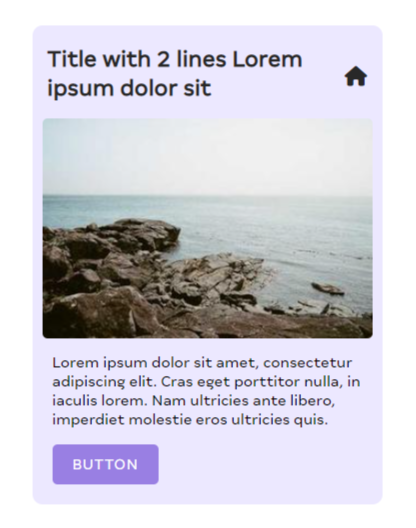 Title with 2 lines Lorem
ipsum dolor sit
Lorem ipsum dolor sit amet, consectetur
adipiscing elit. Cras eget porttitor nulla, in
iaculis lorem. Nam ultricies ante libero,
imperdiet molestie eros ultricies quis.
BUTTON